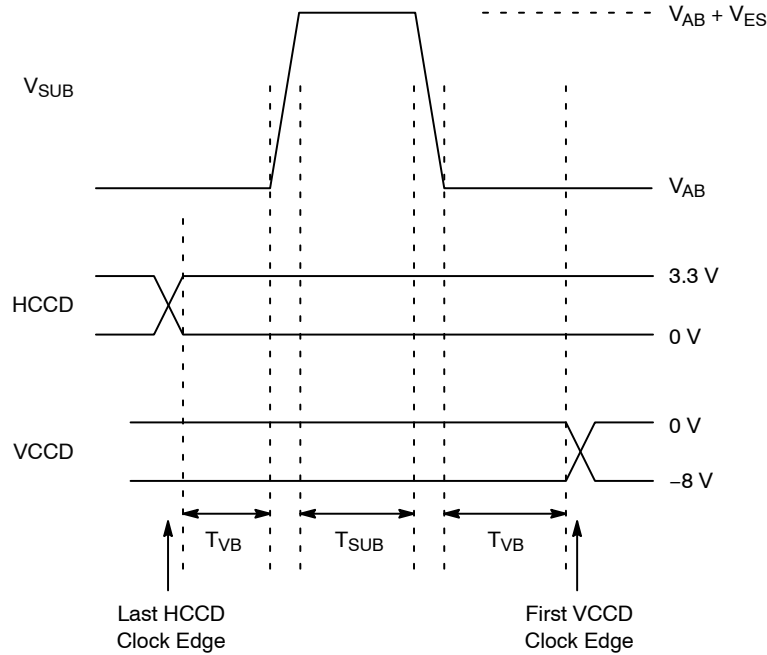 V_AB + V_ES
V_SUB
V_AB
3.3 V
HCCD
0 V
0 V
VCCD
−8 V
T_VB
T_SUB
T_VB
Last HCCD
Clock Edge
First VCCD
Clock Edge